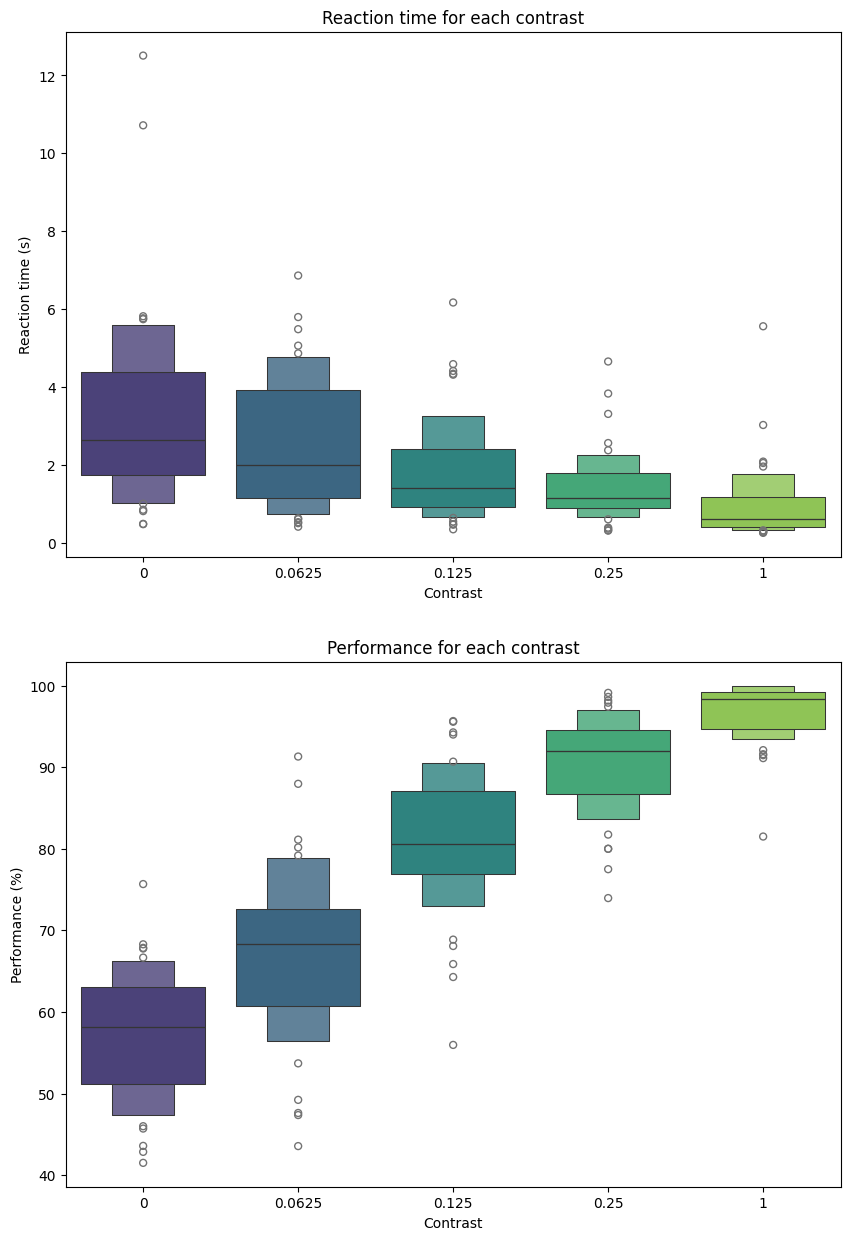 Reaction time for each contrast
12
10
8
6
4
2
0
Reaction time (s)
0 0.0625 0.125 0.25 1
Contrast
Performance for each contrast
100
90
80
70
60
50
40
Performance (%)
0 0.0625 0.125 0.25 1
Contrast